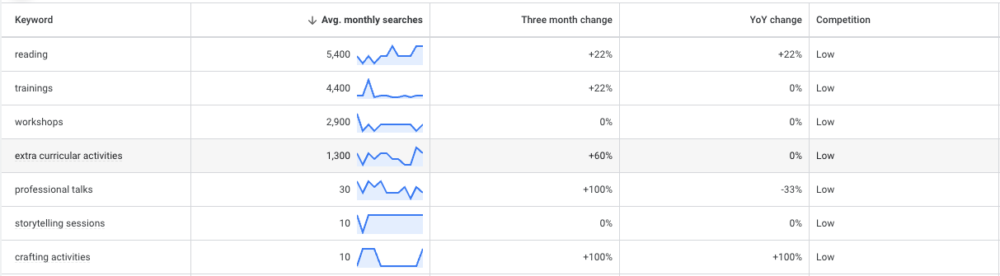 Keyword Avg. monthly searches Three month change YoY change Competition
reading 5,400 +22% +22% Low
trainings 4,400 +22% 0% Low
workshops 2,900 0% 0% Low
extra curricular activities 1,300 +60% 0% Low
professional talks 30 +100% -33% Low
storytelling sessions 10 0% 0% Low
crafting activities 10 +100% +100% Low